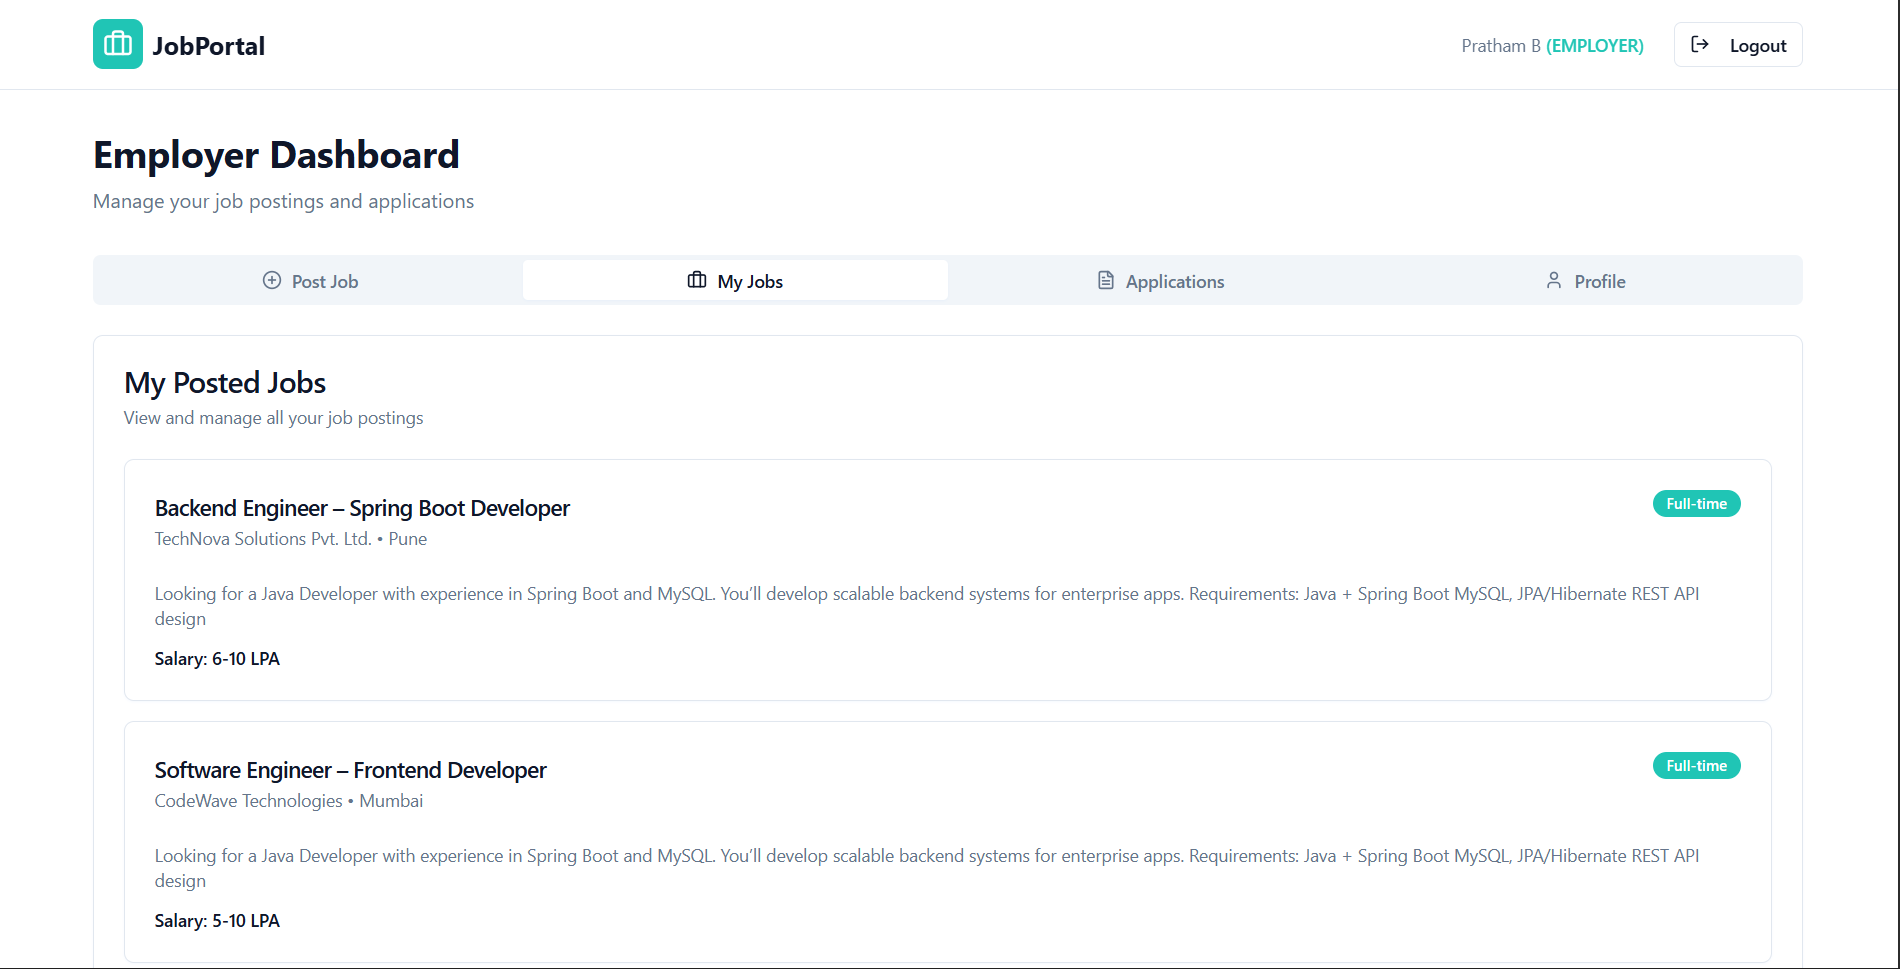 JobPortal
Pratham B (EMPLOYER)
Logout
Employer Dashboard
Manage your job postings and applications
Post Job
My Jobs
Applications
Profile
My Posted Jobs
View and manage all your job postings
Backend Engineer – Spring Boot Developer
Full-time
TechNova Solutions Pvt. Ltd. • Pune
Looking for a Java Developer with experience in Spring Boot and MySQL. You’ll develop scalable backend systems for enterprise apps. Requirements: Java + Spring Boot MySQL, JPA/Hibernate REST API
design
Salary: 6-10 LPA
Software Engineer – Frontend Developer
Full-time
CodeWave Technologies • Mumbai
Looking for a Java Developer with experience in Spring Boot and MySQL. You’ll develop scalable backend systems for enterprise apps. Requirements: Java + Spring Boot MySQL, JPA/Hibernate REST API
design
Salary: 5-10 LPA